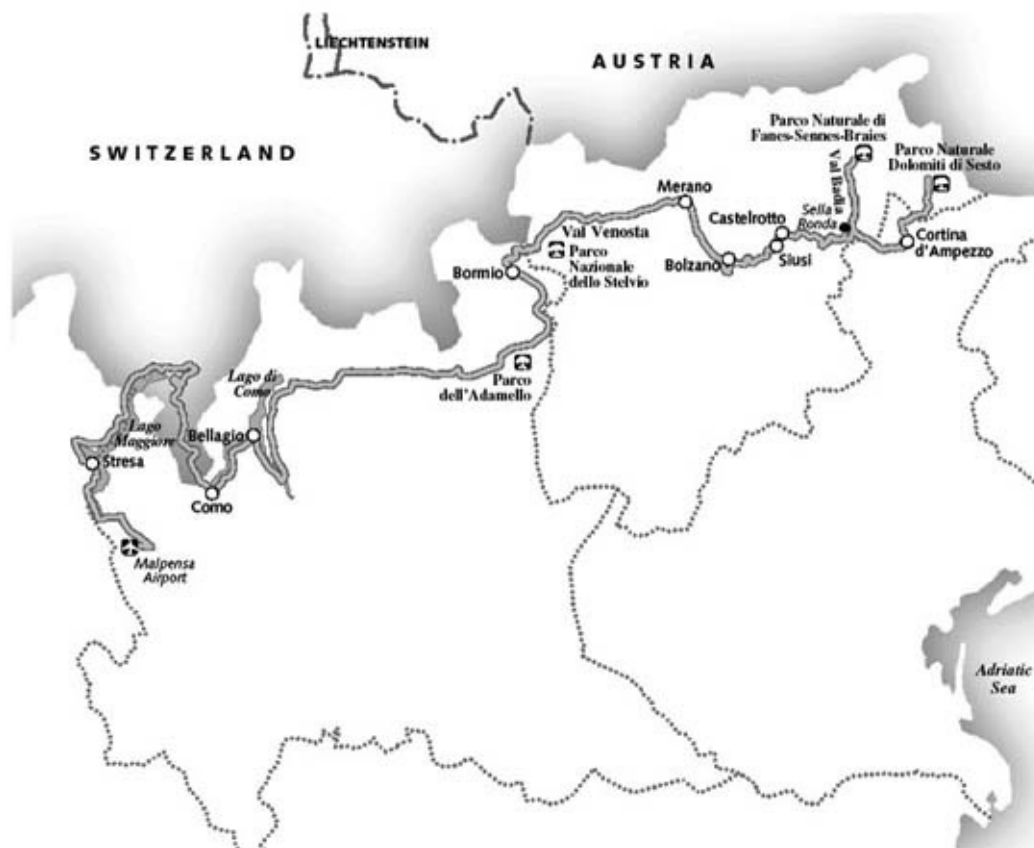 LIECHTENSTEIN
AUSTRIA
SWITZERLAND
Parco Naturale di
Fanes-Sennes-Braies
Parco Naturale
Dolomiti di Sesto
Val Badia
Merano
Castelrotto
Sella
Ronda
Val Venosta
Cortina
d'Ampezzo
Parco
Nazionale
dello Stelvio
Bolzano
Siusi
Bormio
Lago di
Como
Parco
dell'Adamello
Lago
Maggiore
Bellagio
Stresa
Como
Malpensa
Airport
Adriatic
Sea